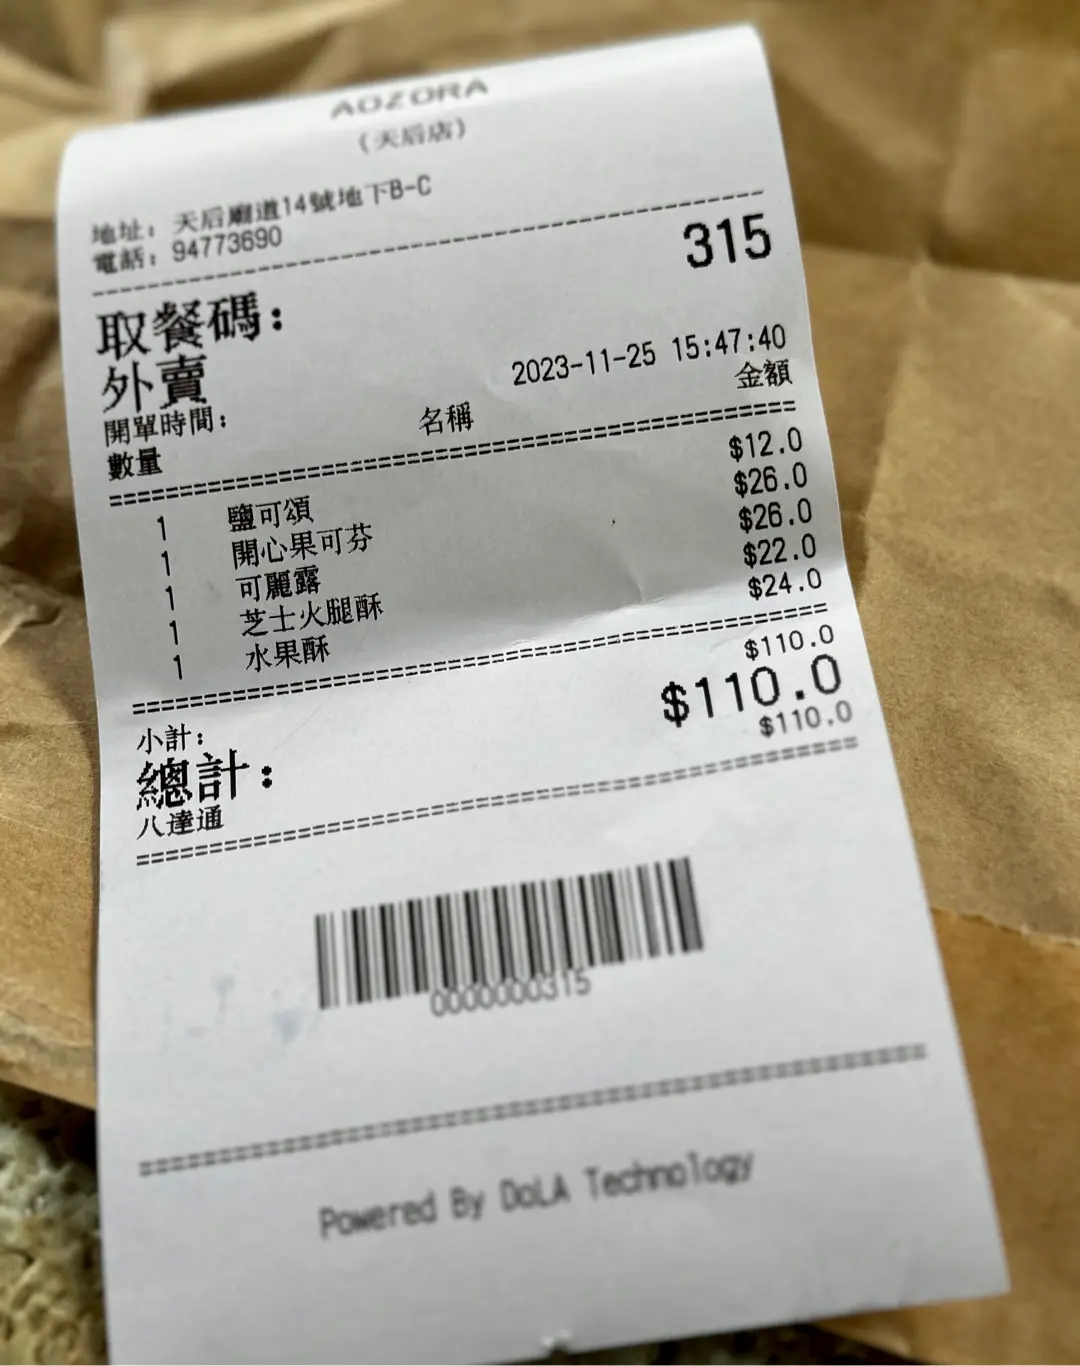 AOZORA
(天后店)
地址: 天后廟道14號地下B-C
電話: 94773690
取餐碼: 315
外賣
開單時間: 2023-11-25 15:47:40
數量 名稱 金額
1 鹽可頌 $12.0
1 開心果可芬 $26.0
1 可麗露 $26.0
1 芝士火腿酥 $22.0
1 水果酥 $24.0
小計: $110.0
總計: $110.0
八達通 $110.0
0000000315
Powered By DoLA Technology